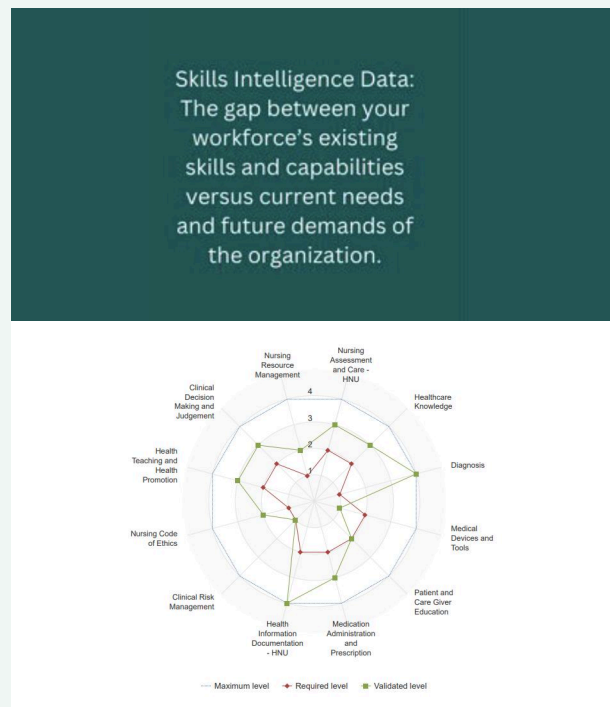 Skills Intelligence Data:
The gap between your
workforce's existing
skills and capabilities
versus current needs
and future demands of
the organization.
Nursing
Resource
Management
Nursing
Assessment
and Care -
HNU
Clinical
Decision
Making and
Judgement
Healthcare
Knowledge
4
3
2
1
Health
Teaching and
Health
Promotion
Diagnosis
Nursing Code
of Ethics
Medical
Devices and
Tools
Clinical Risk
Management
Patient and
Care Giver
Education
Health
Information
Documentation
- HNU
Medication
Administration
and
Prescription
Maximum level
Required level
Validated level